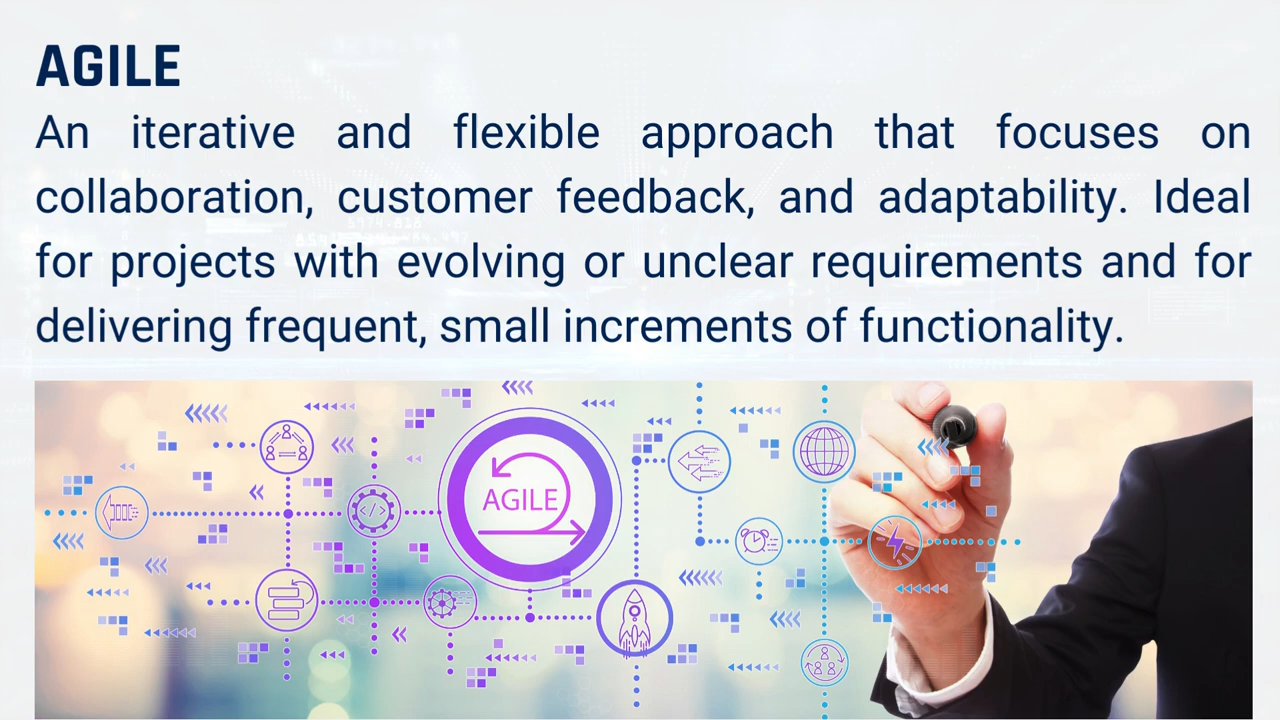 AGILE
An iterative and flexible approach that focuses on
collaboration, customer feedback, and adaptability. Ideal
for projects with evolving or unclear requirements and for
delivering frequent, small increments of functionality.
AGILE
</>